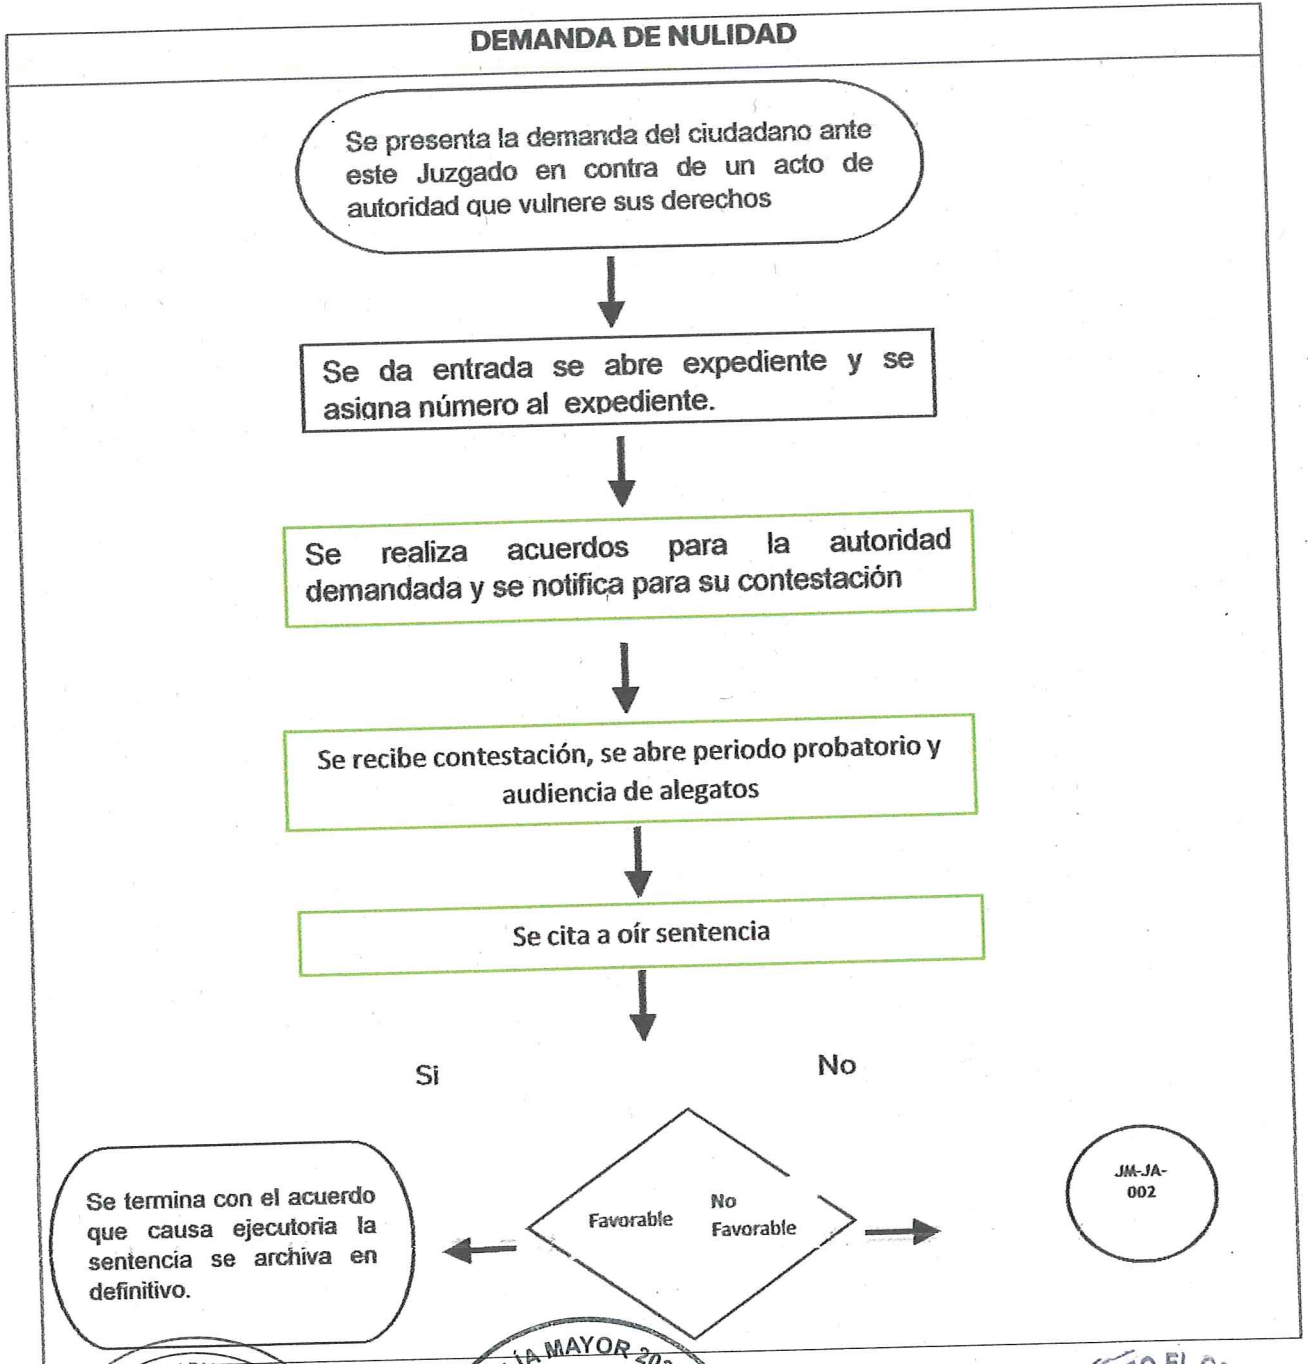 DEMANDA DE NULIDAD
Se presenta la demanda del ciudadano ante
este Juzgado en contra de un acto de
autoridad que vulnere sus derechos
Se da entrada se abre expediente y se
asigna número al expediente.
Se realiza acuerdos para la autoridad
demandada y se notifica para su contestación
Se recibe contestación, se abre periodo probatorio y
audiencia de alegatos
Se cita a oír sentencia
Si
No
Se termina con el acuerdo
que causa ejecutoria la
sentencia se archiva en
definitivo.
Favorable
No
Favorable
JM-JA-
002
MAYOR